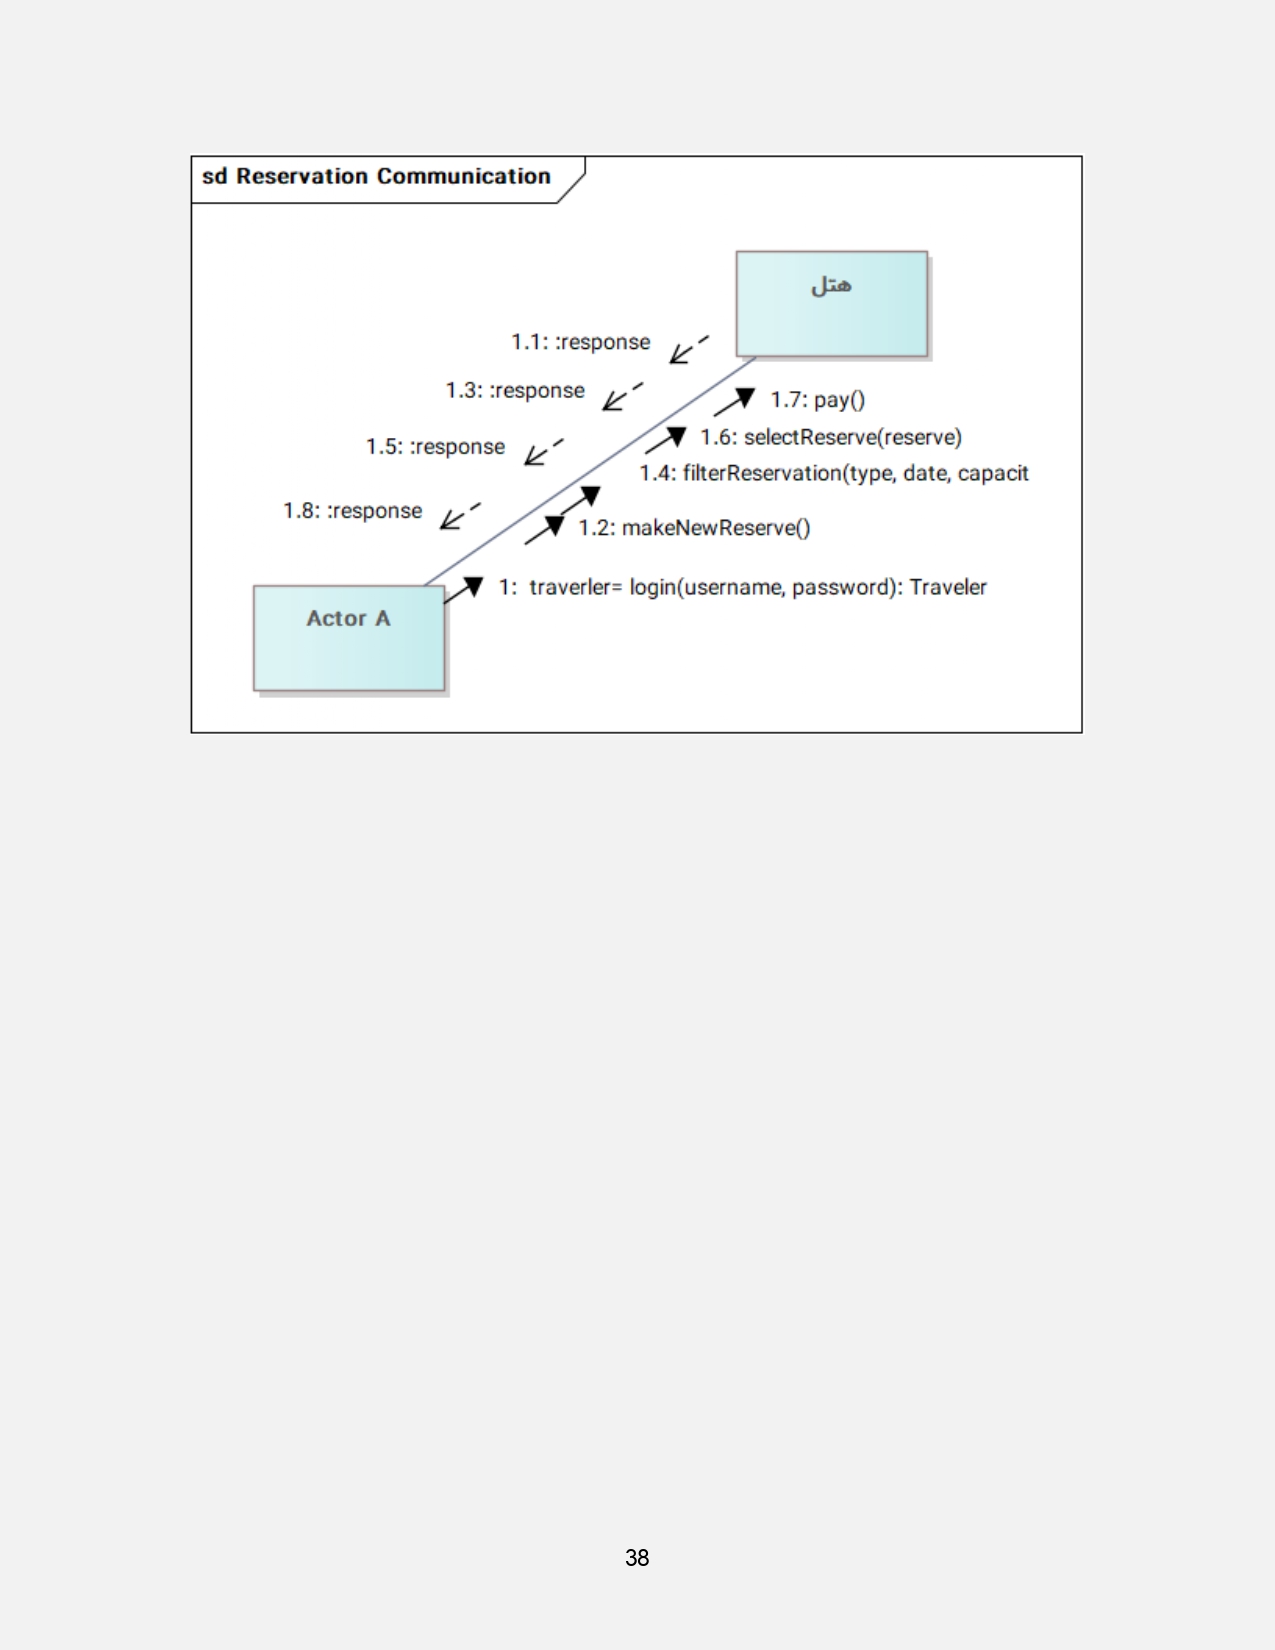 sd Reservation Communication
هتل
1.1: :response
1.3: :response
1.7: pay()
1.6: selectReserve(reserve)
1.5: :response
1.4: filterReservation(type, date, capacit
1.8: :response
1.2: makeNewReserve()
1: traverler= login(username, password): Traveler
Actor A
38